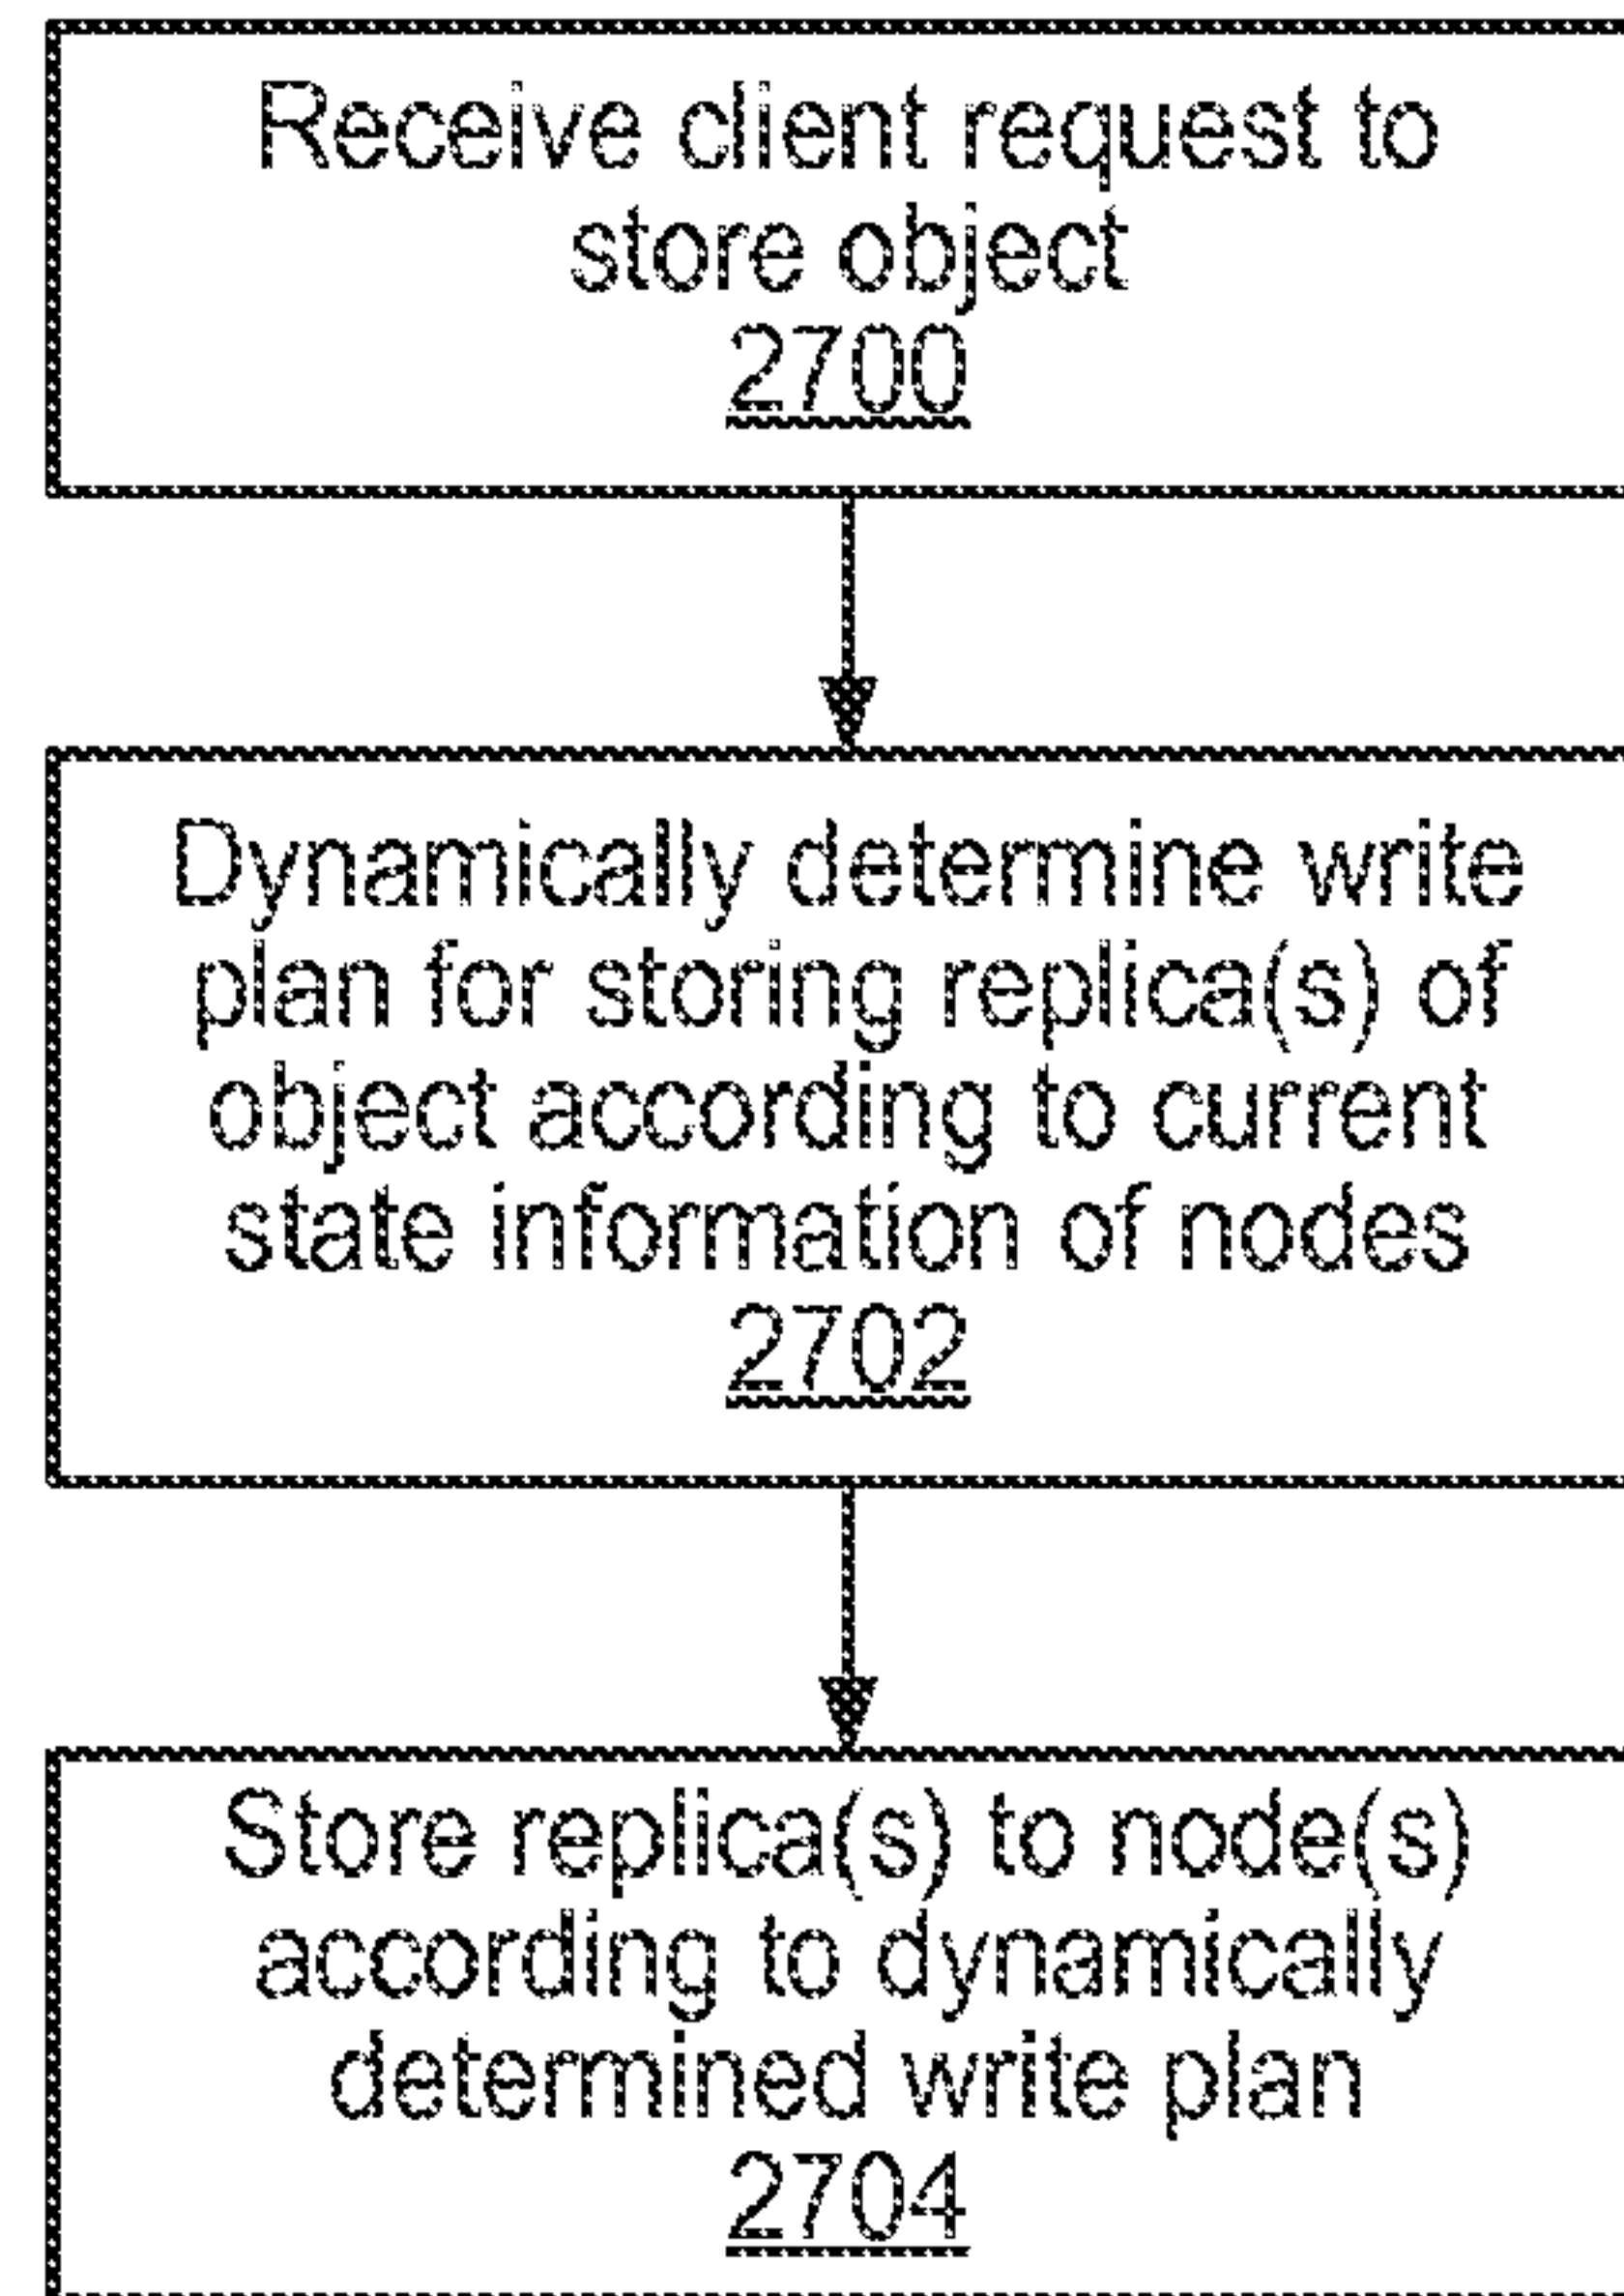 Receive client request to
store object
2700
Dynamically determine write
plan for storing replica(s) of
object according to current
state information of nodes
2702
Store replica(s) to node(s)
according to dynamically
determined write plan
2704